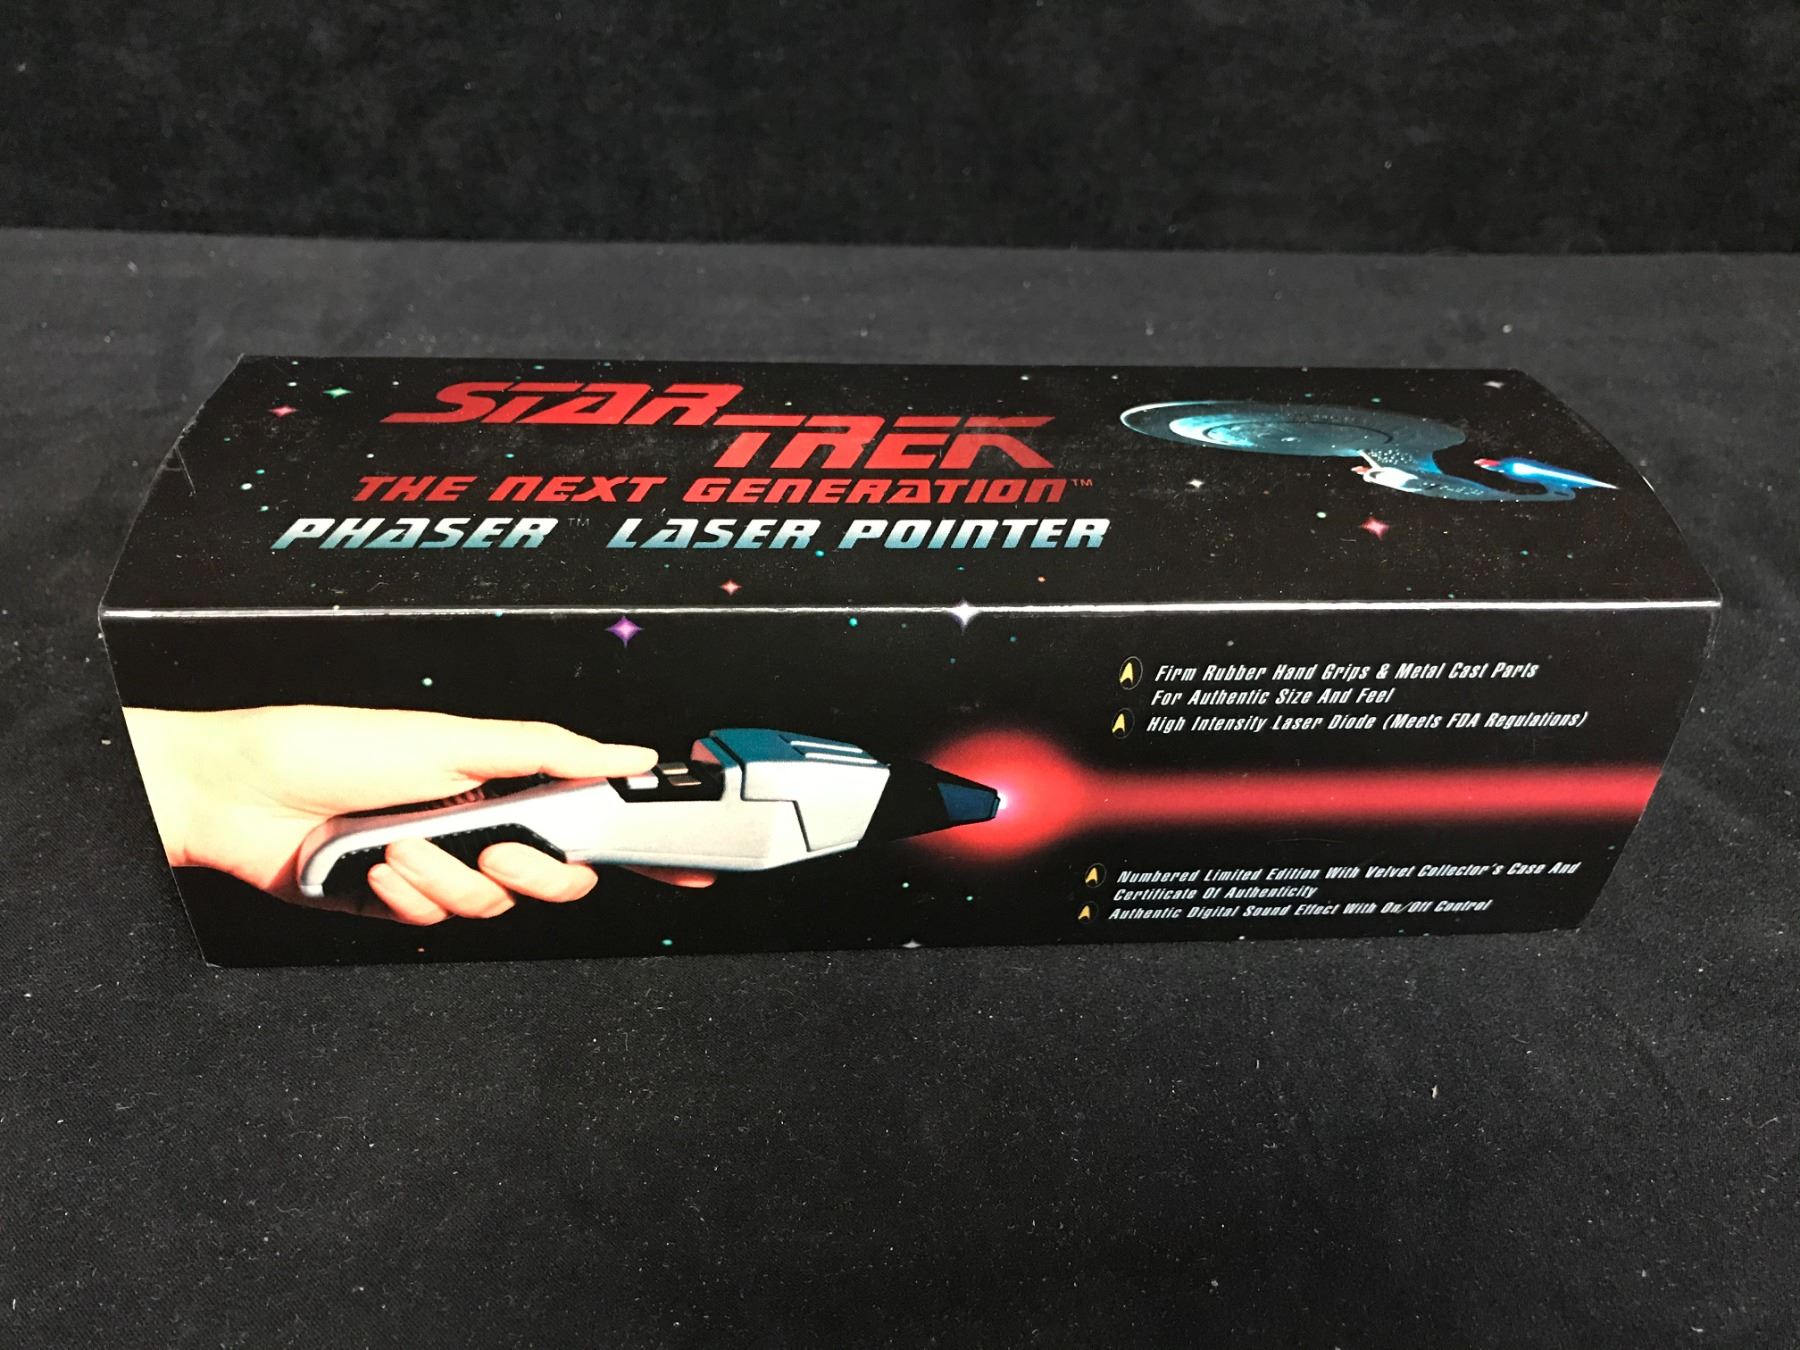 STAR
TREK
THE NEXT GENERATION™
PHASER™ LASER POINTER
Firm Rubber Hand Grips & Metal Cast Parts
For Authentic Size And Feel
High Intensity Laser Diode (Meets FDA Regulations)
Numbered Limited Edition With Velvet Collector's Case And
Certificate Of Authenticity
Authentic Digital Sound Effect With On/Off Control